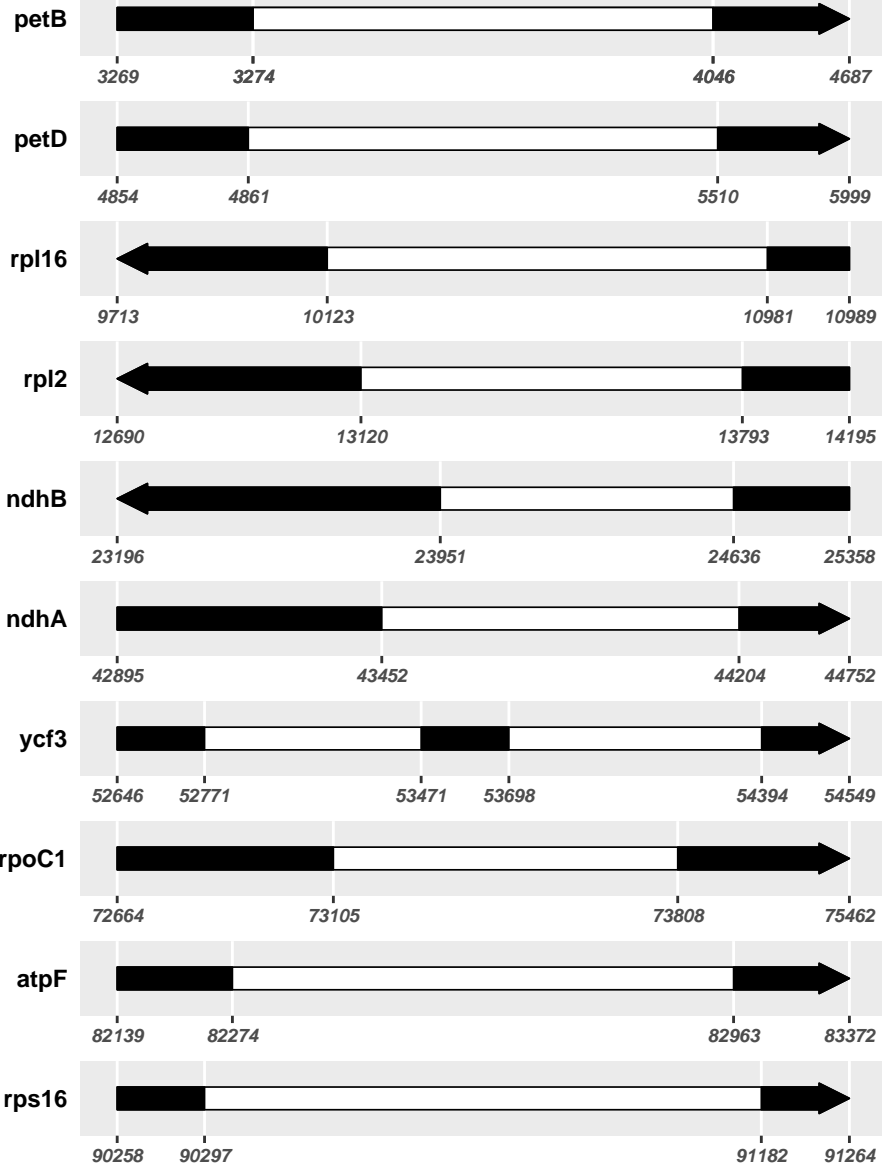 petB
3269 3274 4046 4687
petD
4854 4861 5510 5999
rpl16
9713 10123 10981 10989
rpl2
12690 13120 13793 14195
ndhB
23196 23951 24636 25358
ndhA
42895 43452 44204 44752
ycf3
52646 52771 53471 53698 54394 54549
rpoC1
72664 73105 73808 75462
atpF
82139 82274 82963 83372
rps16
90258 90297 91182 91264